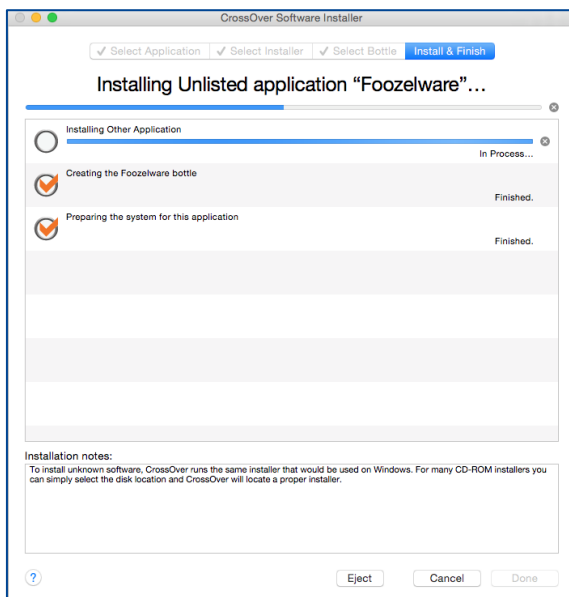 CrossOver Software Installer
✓ Select Application ✓ Select Installer ✓ Select Bottle Install & Finish
Installing Unlisted application “Foozelware”...
Installing Other Application
In Process...
Creating the Foozelware bottle
Finished.
Preparing the system for this application
Finished.
Installation notes:
To install unknown software, CrossOver runs the same installer that would be used on Windows. For many CD-ROM installers you
can simply select the disk location and CrossOver will locate a proper installer.
? Eject Cancel Done